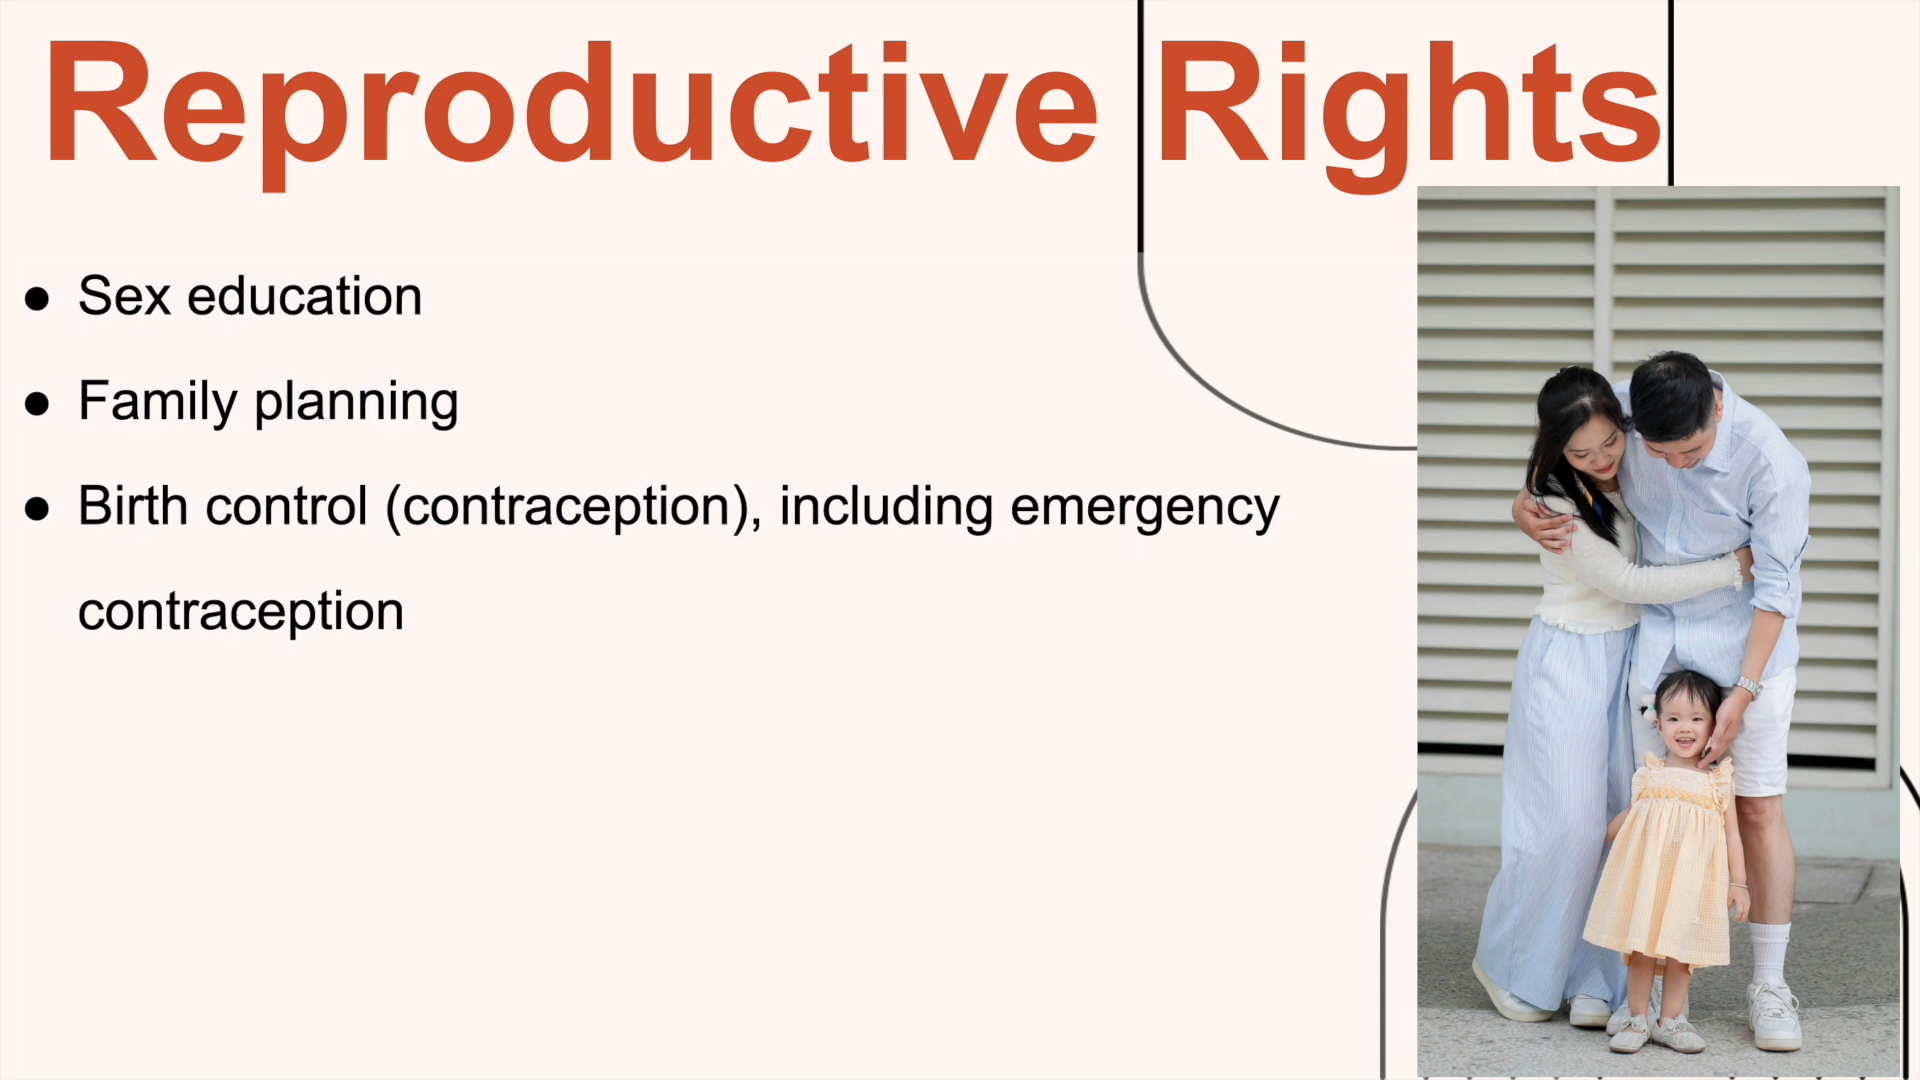 Reproductive Rights
● Sex education
● Family planning
● Birth control (contraception), including emergency
contraception